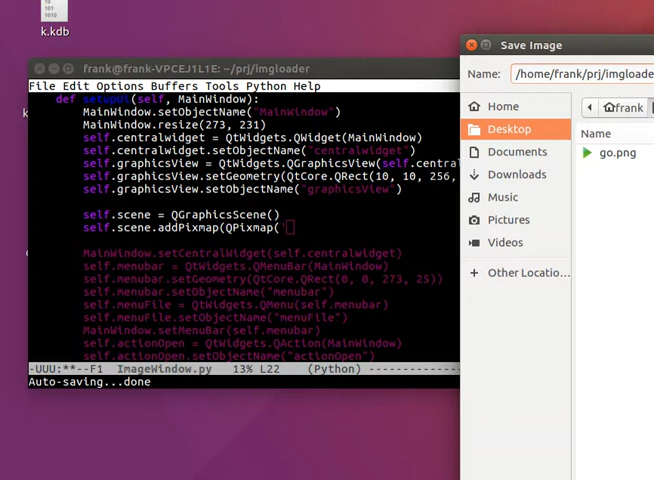 k.kdb
frank@frank-VPCEJ1L1E: ~/prj/imgloader
File Edit Options Buffers Tools Python Help
def setupUi(self, MainWindow):
MainWindow.setObjectName("MainWindow")
MainWindow.resize(273, 231)
self.centralwidget = QtWidgets.QWidget(MainWindow)
self.centralwidget.setObjectName("centralwidget")
self.graphicsView = QtWidgets.QGraphicsView(self.central
self.graphicsView.setGeometry(QtCore.QRect(10, 10, 256,
self.graphicsView.setObjectName("graphicsView")
self.scene = QGraphicsScene()
self.scene.addPixmap(QPixmap('
MainWindow.setCentralWidget(self.centralwidget)
self.menubar = QtWidgets.QMenuBar(MainWindow)
self.menubar.setGeometry(QtCore.QRect(0, 0, 273, 25))
self.menubar.setObjectName("menubar")
self.menuFile = QtWidgets.QMenu(self.menubar)
self.menuFile.setObjectName("menuFile")
MainWindow.setMenuBar(self.menubar)
self.actionOpen = QtWidgets.QAction(MainWindow)
self.actionOpen.setObjectName("actionOpen")
-UUU:**--F1 ImageWindow.py 13% L22 (Python) --------------
Auto-saving...done
Save Image
Name: /home/frank/prj/imgloade
Home
frank
Desktop
Name
Documents
go.png
Downloads
Music
Pictures
Videos
+ Other Locatio...